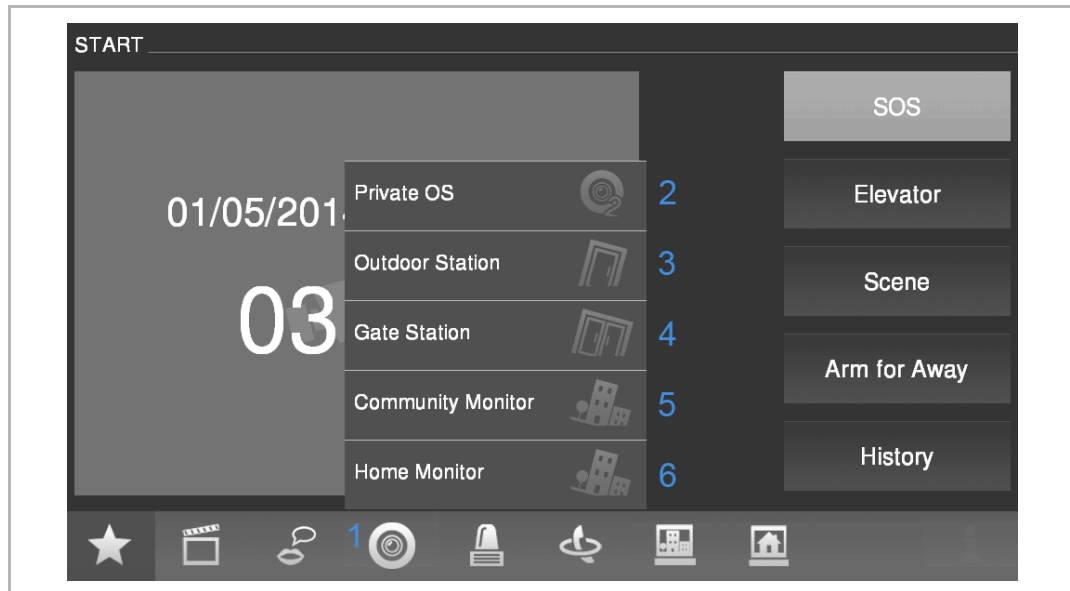 START
SOS
Private OS
2
2
Elevator
01/05/201
Outdoor Station
3
Scene
03
Gate Station
4
Arm for Away
Community Monitor
5
History
Home Monitor
6
1